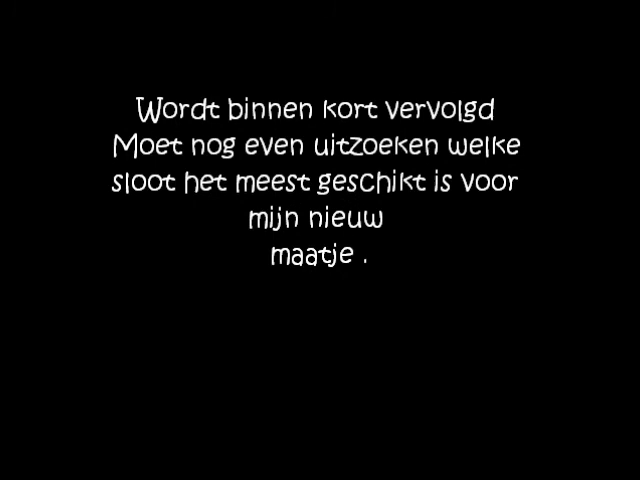 Wordt binnen kort vervolgd
Moet nog even uitzoeken welke
sloot het meest geschikt is voor
mijn nieuw
maatje .